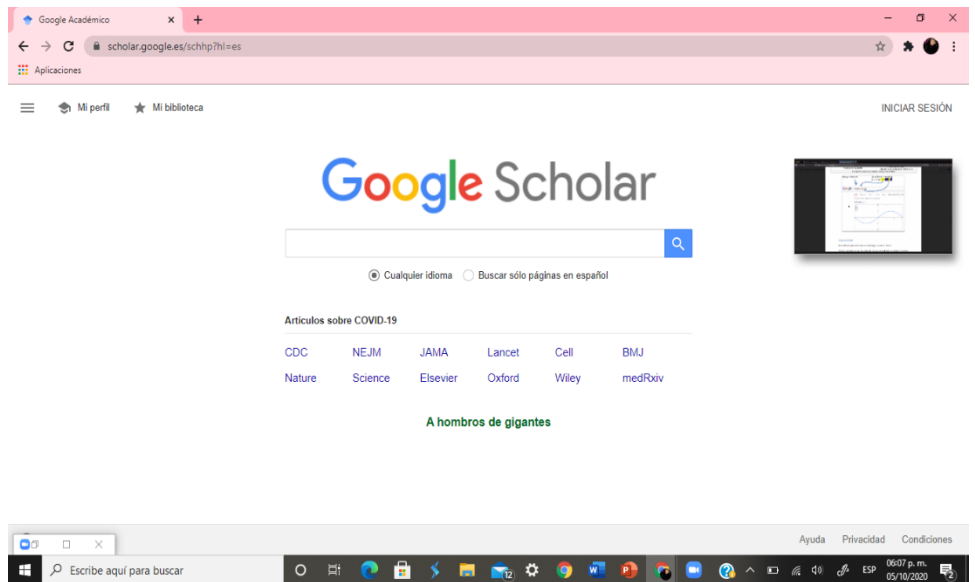 Google Académico
scholar.google.es/schhp?hl=es
Aplicaciones
Mi perfil Mi biblioteca INICIAR SESIÓN
Google Scholar
Cualquier idioma Buscar sólo páginas en español
Artículos sobre COVID-19
CDC NEJM JAMA Lancet Cell BMJ
Nature Science Elsevier Oxford Wiley medRxiv
A hombros de gigantes
Ayuda Privacidad Condiciones
Escribe aquí para buscar
12
ESP
06:07 p. m.
05/10/2020
2